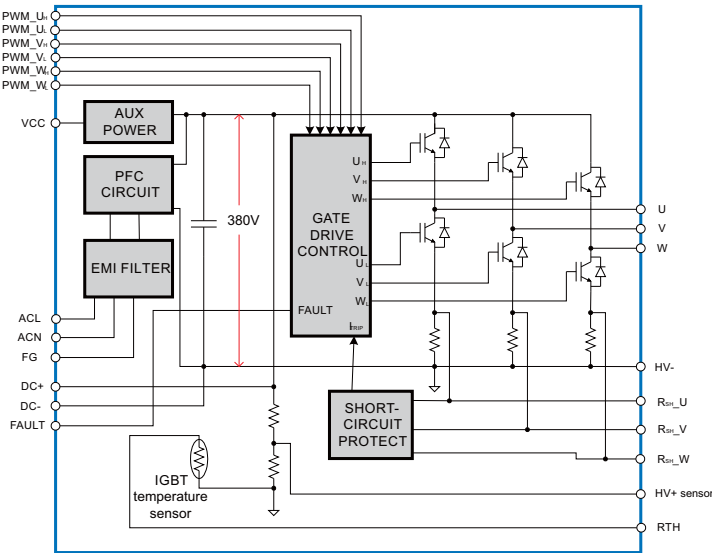 PWM_UH
PWM_UL
PWM_VH
PWM_VL
PWM_WH
PWM_WL
VCC
AUX
POWER
PFC
CIRCUIT
EMI FILTER
380V
GATE
DRIVE
CONTROL
UH
VH
WH
UL
VL
WL
FAULT
ITRIP
SHORT-
CIRCUIT
PROTECT
ACL
ACN
FG
DC+
DC-
FAULT
IGBT
temperature
sensor
U
V
W
HV-
RSH_U
RSH_V
RSH_W
HV+ sensor
RTH